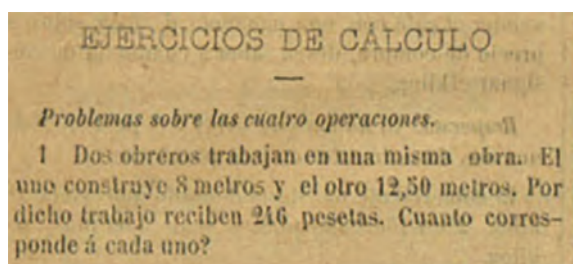 EJERCICIOS DE CÁLCULO
Problemas sobre las cuatro operaciones.
1 Dos obreros trabajan en una misma obra. El
uno construye 8 metros y el otro 12,50 metros. Por
dicho trabajo reciben 246 pesetas. Cuanto corres-
ponde á cada uno?